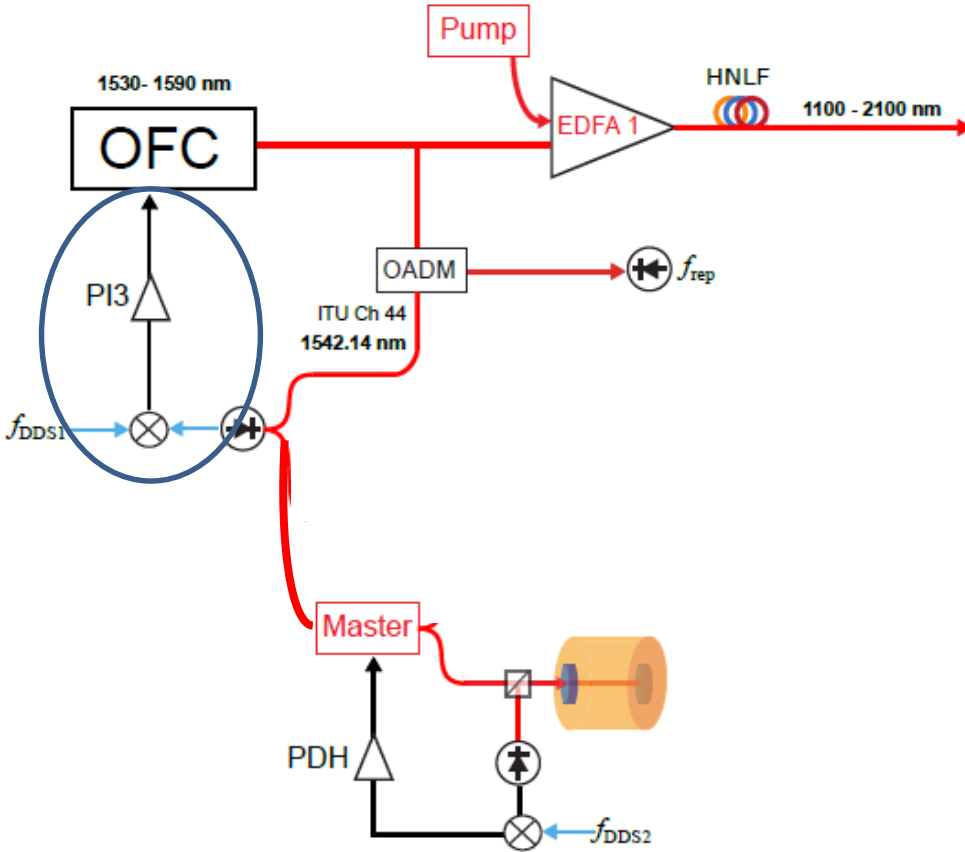 Pump
HNLF
1530- 1590 nm
1100 - 2100 nm
OFC
EDFA 1
OADM
frep
PI3
ITU Ch 44
1542.14 nm
fDDS1
Master
PDH
fDDS2